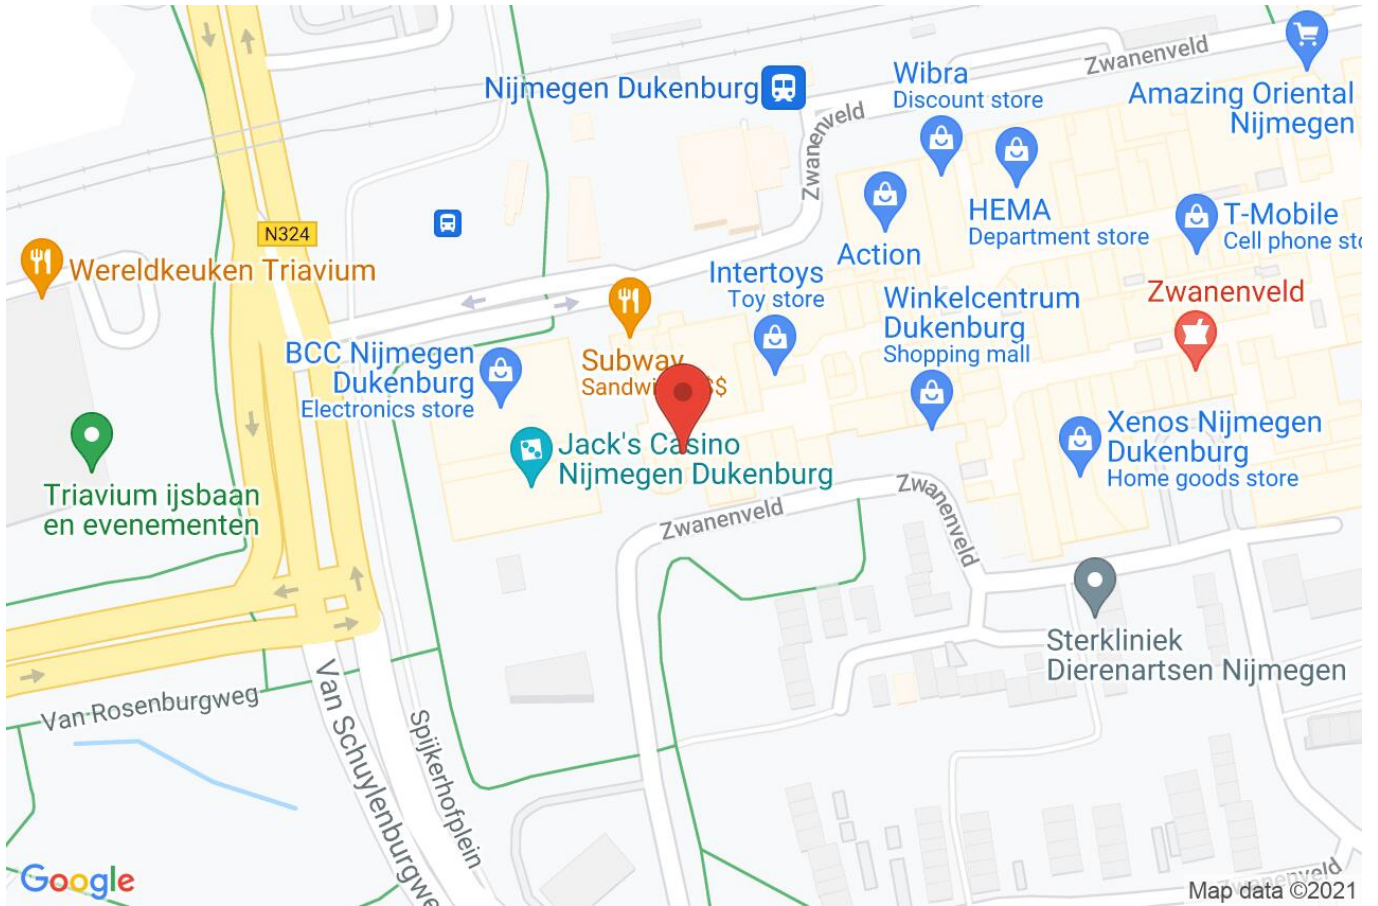 Zwanenveld
Nijmegen Dukenburg
Wibra
Discount store
Amazing Oriental
Nijmegen
Zwanenveld
HEMA
Department store
T-Mobile
Cell phone sto
N324
Action
Wereldkeuken Triavium
Intertoys
Toy store
Winkelcentrum
Dukenburg
Shopping mall
Zwanenveld
BCC Nijmegen
Dukenburg
Electronics store
Subway
Jack's Casino
Nijmegen Dukenburg
Xenos Nijmegen
Dukenburg
Home goods store
Triavium ijsbaan
en evenementen
Zwanenveld
Zwanenveld
Sterkliniek
Dierenartsen Nijmegen
Van Rosenburgweg
Van Schuylenburgwe
Spijkerhofplein
Google
Map data ©2021